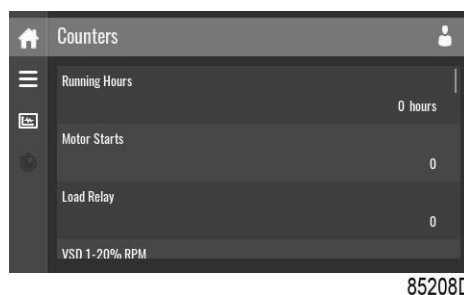 Counters
Running Hours
0 hours
Motor Starts
0
Load Relay
0
VSD 1-20% RPM
85208D